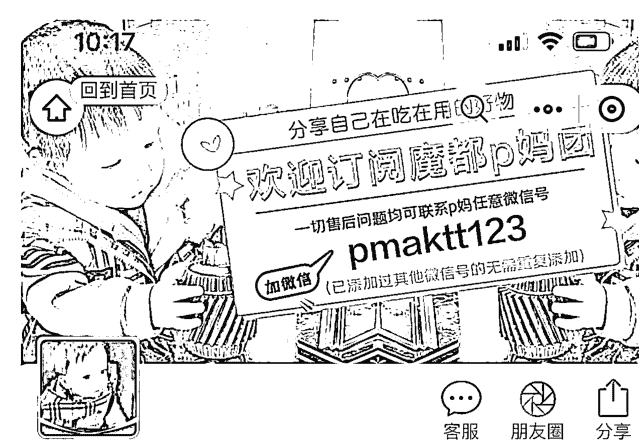 10:17
回到首页
分享自己在吃在用的好物
欢迎订阅魔都p妈团
一切售后问题均可联系p妈任意微信号
pmaktt123
加微信
(已添加过其他微信号的无需重复添加)
客服
朋友圈
分享